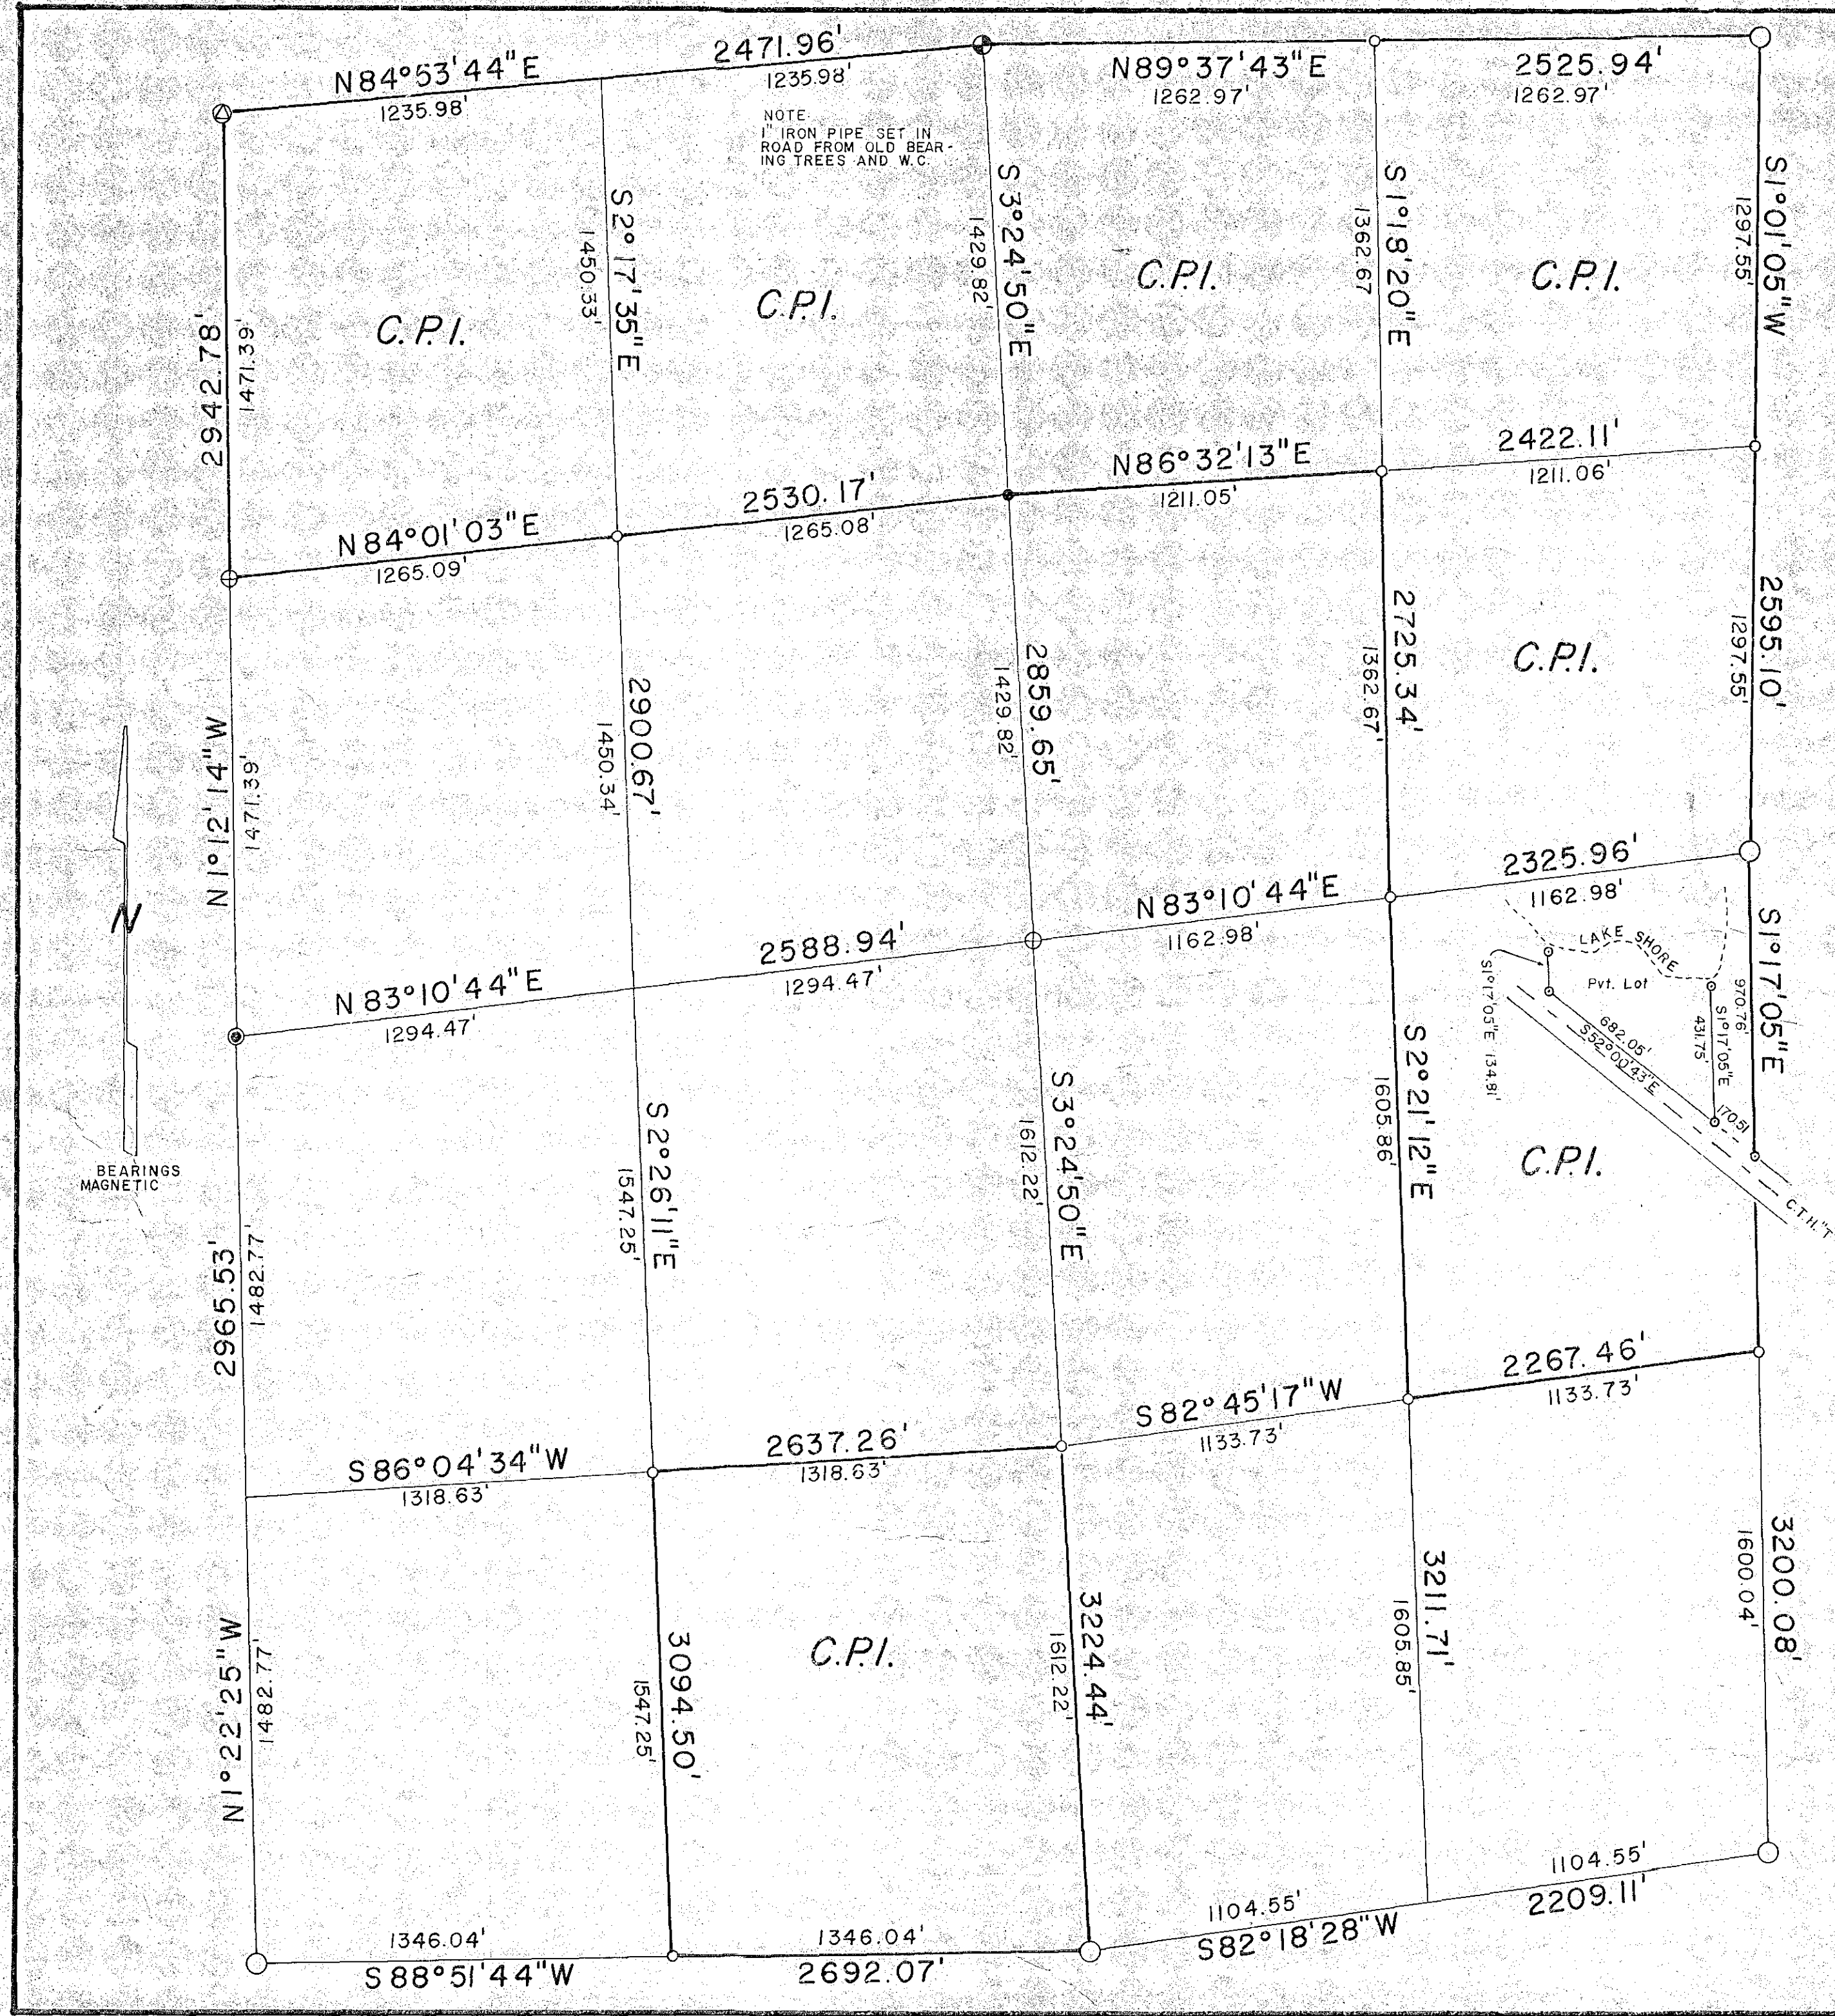 N84°53'44"E
2471.96'
1235.98'
1235.98'
N89°37'43"E
2525.94'
1262.97'
1262.97'
NOTE
1" IRON PIPE SET IN
ROAD FROM OLD BEAR-
ING TREES AND W.C.
2942.78'
1471.39'
S2°17'35"E
1450.33'
S3°24'50"E
1429.82'
S1°18'20"E
1362.67
S1°01'05"W
1297.55'
C.P.I.
C.P.I.
C.P.I.
C.P.I.
N84°01'03"E
2530.17'
1265.09'
1265.08'
N86°32'13"E
2422.11'
1211.05'
1211.06'
N1°12'14"W
1471.39'
2900.67'
1450.34'
2859.65'
1429.82'
2725.34'
1362.67'
2595.10'
1297.55'
C.P.I.
N
BEARINGS
MAGNETIC
N83°10'44"E
2588.94'
1294.47'
1294.47'
N83°10'44"E
2325.96'
1162.98'
1162.98'
LAKE SHORE
Pvt. Lot
S1°17'05"E 134.81'
682.05'
S52°00'43"E
431.75'
S1°17'05"E
970.76'
S1°17'05"E
170.51
C.T.H."T"
2965.53'
1482.77'
S2°26'11"E
1547.25'
S3°24'50"E
1612.22'
S2°21'12"E
1605.86'
C.P.I.
S86°04'34"W
2637.26'
1318.63'
1318.63'
S82°45'17"W
2267.46'
1133.73'
1133.73'
N1°22'25"W
1482.77'
3094.50'
1547.25'
C.P.I.
3224.44'
1612.22'
3211.71'
1605.85'
3200.08'
1600.04'
1346.04'
1346.04'
S88°51'44"W
2692.07'
1104.55'
1104.55'
S82°18'28"W
2209.11'